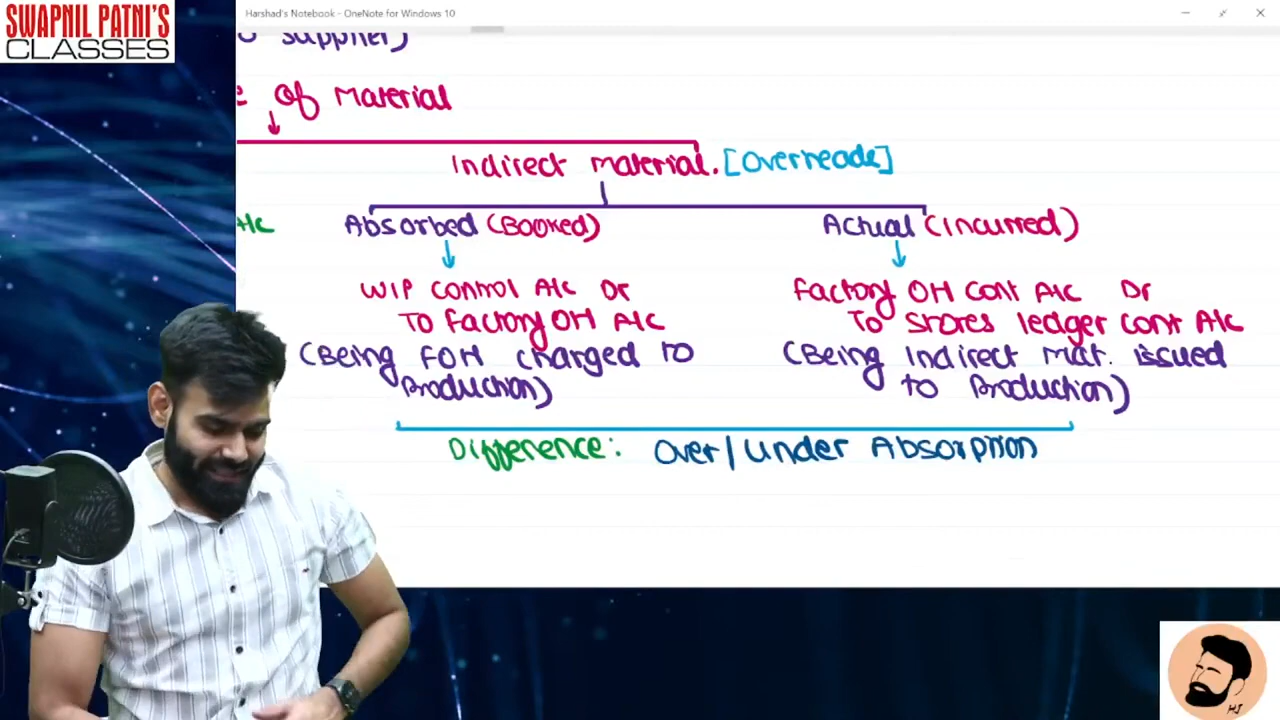 SWAPNIL PATNI'S
CLASSES
Harshad's Notebook - OneNote for Windows 10
supplier)
e of Material
Indirect material. [Overheads]
A/c
Absorbed (Booked)
Actual (Incurred)
WIP Control A/c Dr
To Factory OH A/c
(Being FOH charged to
Production)
Factory OH Cont A/c Dr
To Stores ledger cont A/c
(Being Indirect Mat. issued
to Production)
Difference: Over/Under Absorption
HJ